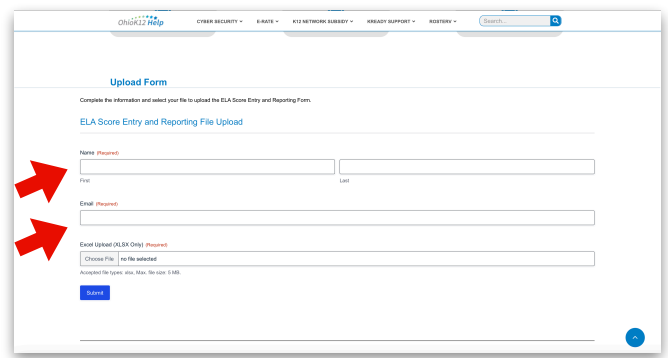 OhioK12 Help CYBER SECURITY E-RATE K12 NETWORK SUBSIDY KREADY SUPPORT ROSTERV Search...
Upload Form
Complete the information and select your file to upload the ELA Score Entry and Reporting Form.
ELA Score Entry and Reporting File Upload
Name (Required)
First Last
Email (Required)
Excel Upload (XLSX Only) (Required)
Choose File no file selected
Accepted file types: xlsx, Max. file size: 5 MB.
Submit